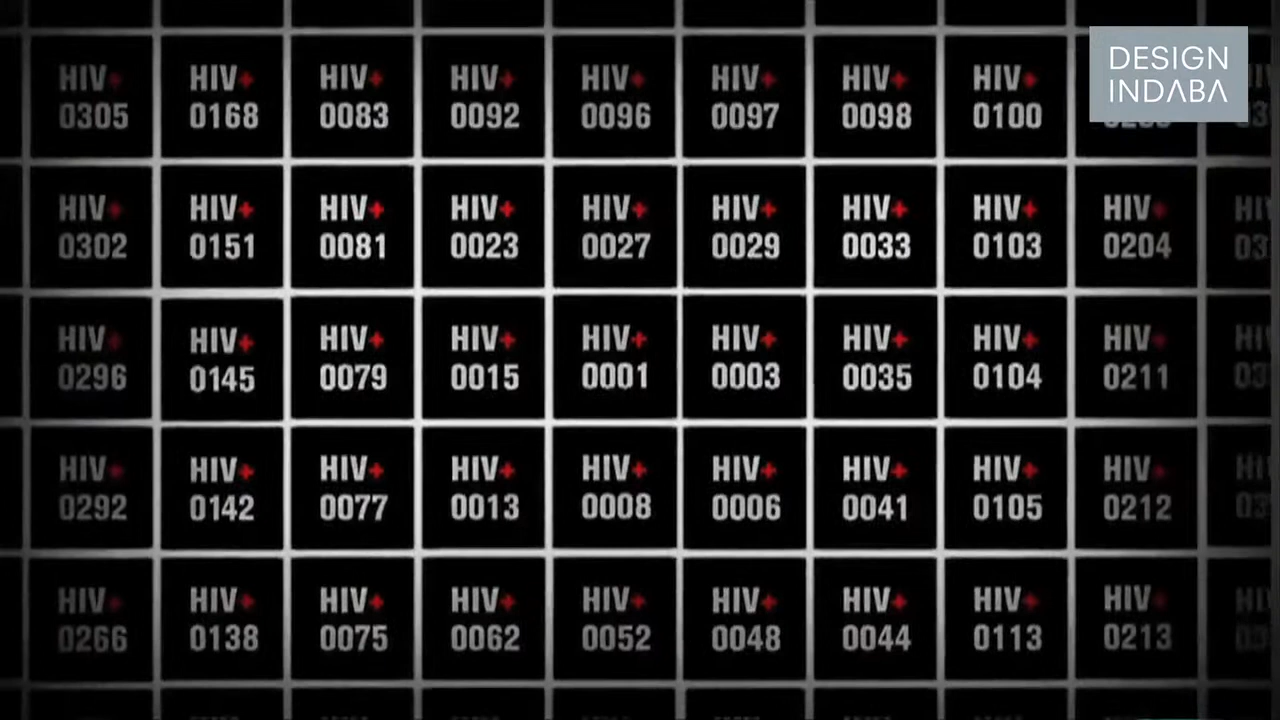 DESIGN
INDABA
HIV+ HIV+ HIV+ HIV+ HIV+ HIV+ HIV+ HIV+
0305 0168 0083 0092 0096 0097 0098 0100
HIV+ HIV+ HIV+ HIV+ HIV+ HIV+ HIV+ HIV+ HIV+
0302 0151 0081 0023 0027 0029 0033 0103 0204
HIV+ HIV+ HIV+ HIV+ HIV+ HIV+ HIV+ HIV+ HIV+
0296 0145 0079 0015 0001 0003 0035 0104 0211
HIV+ HIV+ HIV+ HIV+ HIV+ HIV+ HIV+ HIV+ HIV+
0292 0142 0077 0013 0008 0006 0041 0105 0212
HIV+ HIV+ HIV+ HIV+ HIV+ HIV+ HIV+ HIV+ HIV+
0266 0138 0075 0062 0052 0048 0044 0113 0213